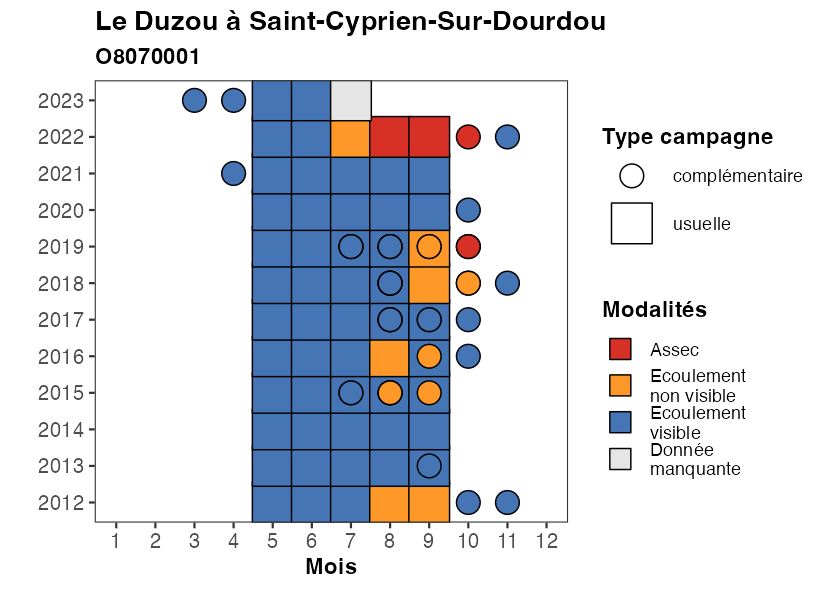 Le Duzou à Saint-Cyprien-Sur-Dourdou
O8070001
2023
2022
2021
2020
2019
2018
2017
2016
2015
2014
2013
2012
1 2 3 4 5 6 7 8 9 10 11 12
Mois
Type campagne
complémentaire
usuelle
Modalités
Assec
Ecoulement
non visible
Ecoulement
visible
Donnée
manquante